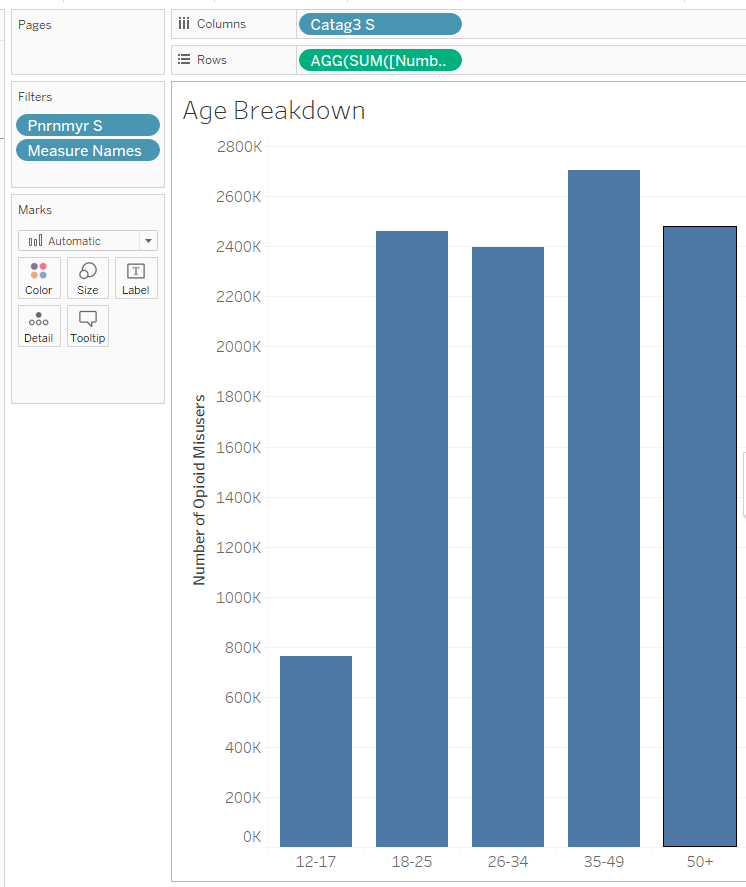 Pages
Columns
Catag3 S
Rows
AGG(SUM([Numb..
Filters
Pnrnmyr S
Measure Names
Marks
Automatic
Color
Size
Label
Detail
Tooltip
Age Breakdown
Number of Opioid Misusers
2800K
2600K
2400K
2200K
2000K
1800K
1600K
1400K
1200K
1000K
800K
600K
400K
200K
0K
12-17
18-25
26-34
35-49
50+